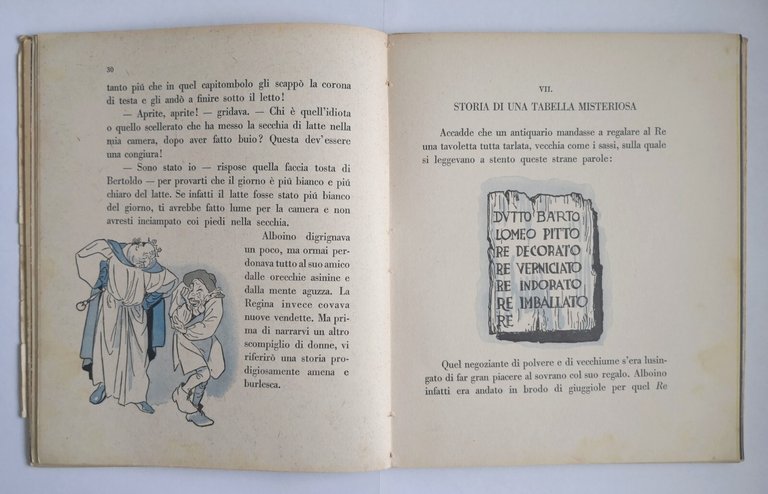 30
tanto piú che in quel capitombolo gli scappò la corona
di testa e gli andò a finire sotto il letto!
— Aprite, aprite! — gridava. — Chi è quell'idiota
o quello scellerato che ha messo la secchia di latte nella
mia camera, dopo aver fatto buio? Questa dev'essere
una congiura!
— Sono stato io — rispose quella faccia tosta di
Bertoldo — per provarti che il giorno è piú bianco e piú
chiaro del latte. Se infatti il latte fosse stato piú bianco
del giorno, ti avrebbe fatto lume per la camera e non
avresti inciampato coi piedi nella secchia.
Alboino digrignava
un poco, ma ormai per-
donava tutto al suo amico
dalle orecchie asinine e
dalla mente aguzza. La
Regina invece covava
nuove vendette. Ma pri-
ma di narrarvi un altro
scompiglio di donne, vi
riferirò una storia pro-
digiosamente amena e
burlesca.
VII.
STORIA DI UNA TABELLA MISTERIOSA
Accadde che un antiquario mandasse a regalare al Re
una tavoletta tutta tarlata, vecchia come i sassi, sulla quale
si leggevano a stento queste strane parole:
DVTTO BARTO
LOMEO PITTO
RE DECORATO
RE VERNICIATO
RE INDORATO
RE IMBALLATO
RE
Quel negoziante di polvere e di vecchiume s'era lusin-
gato di far gran piacere al sovrano col suo regalo. Alboino
infatti era andato in brodo di giuggiole per quel Re